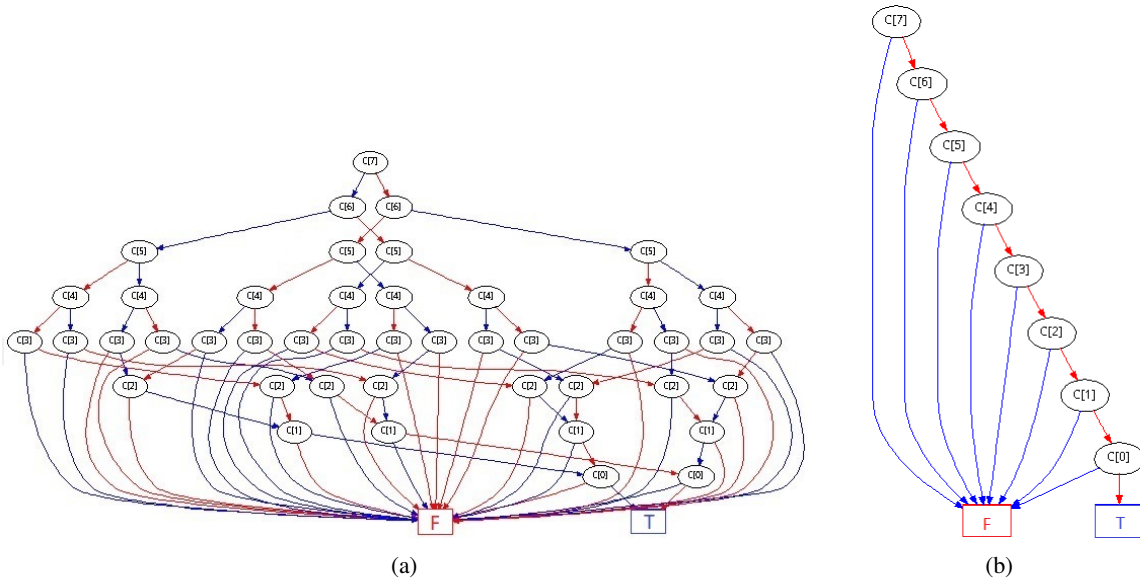 C[7]
C[6] C[6]
C[5] C[5] C[5] C[5]
C[4] C[4] C[4] C[4] C[4] C[4] C[4] C[4]
C[3] C[3] C[3] C[3] C[3] C[3] C[3] C[3] C[3] C[3] C[3] C[3] C[3] C[3] C[3] C[3]
C[2] C[2] C[2] C[2] C[2] C[2] C[2] C[2]
C[1] C[1] C[1] C[1]
C[0] C[0]
F T
(a)
C[7]
C[6]
C[5]
C[4]
C[3]
C[2]
C[1]
C[0]
F T
(b)